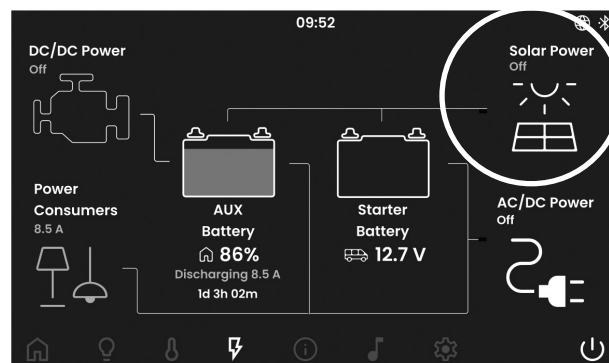 09:52
DC/DC Power
Off
Solar Power
Off
Power
Consumers
8.5 A
AUX
Battery
86%
Discharging 8.5 A
1d 3h 02m
Starter
Battery
12.7 V
AC/DC Power
Off